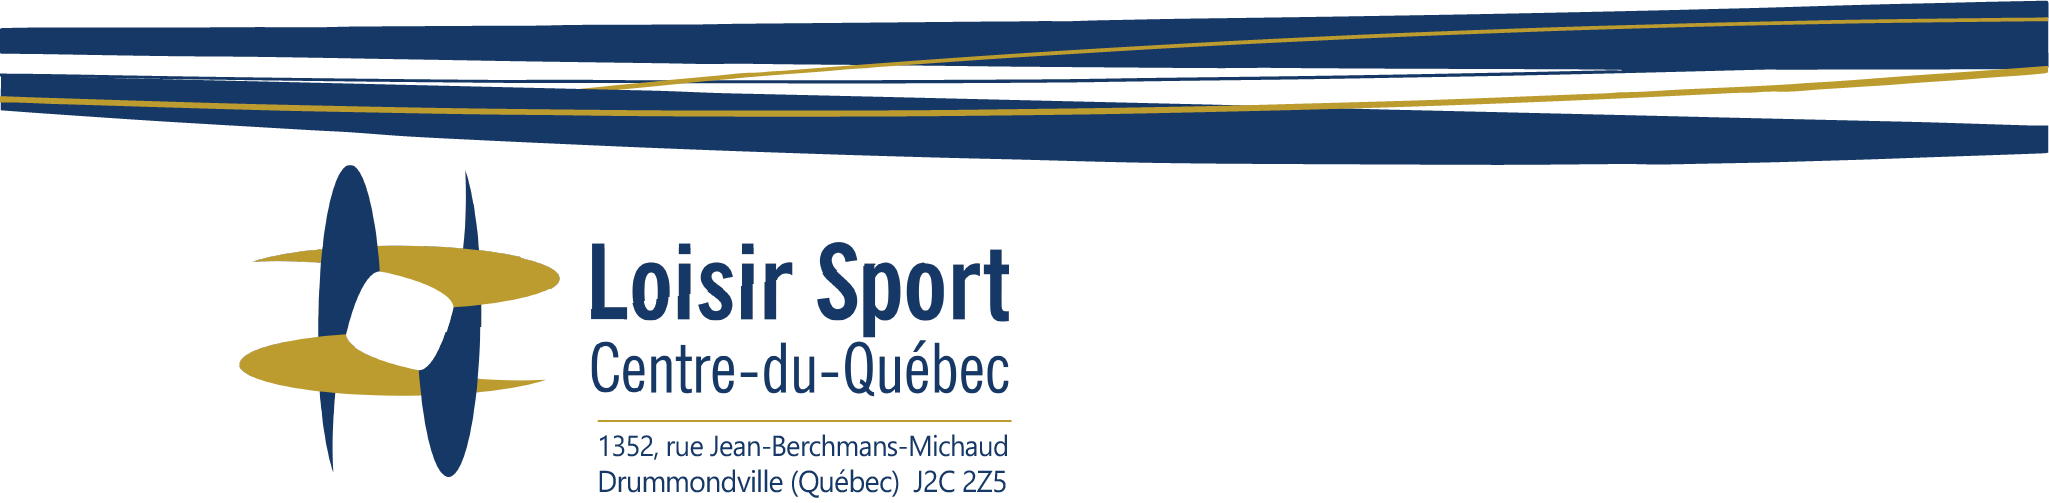 Loisir Sport
Centre-du-Québec
1352, rue Jean-Berchmans-Michaud
Drummondville (Québec)  J2C 2Z5